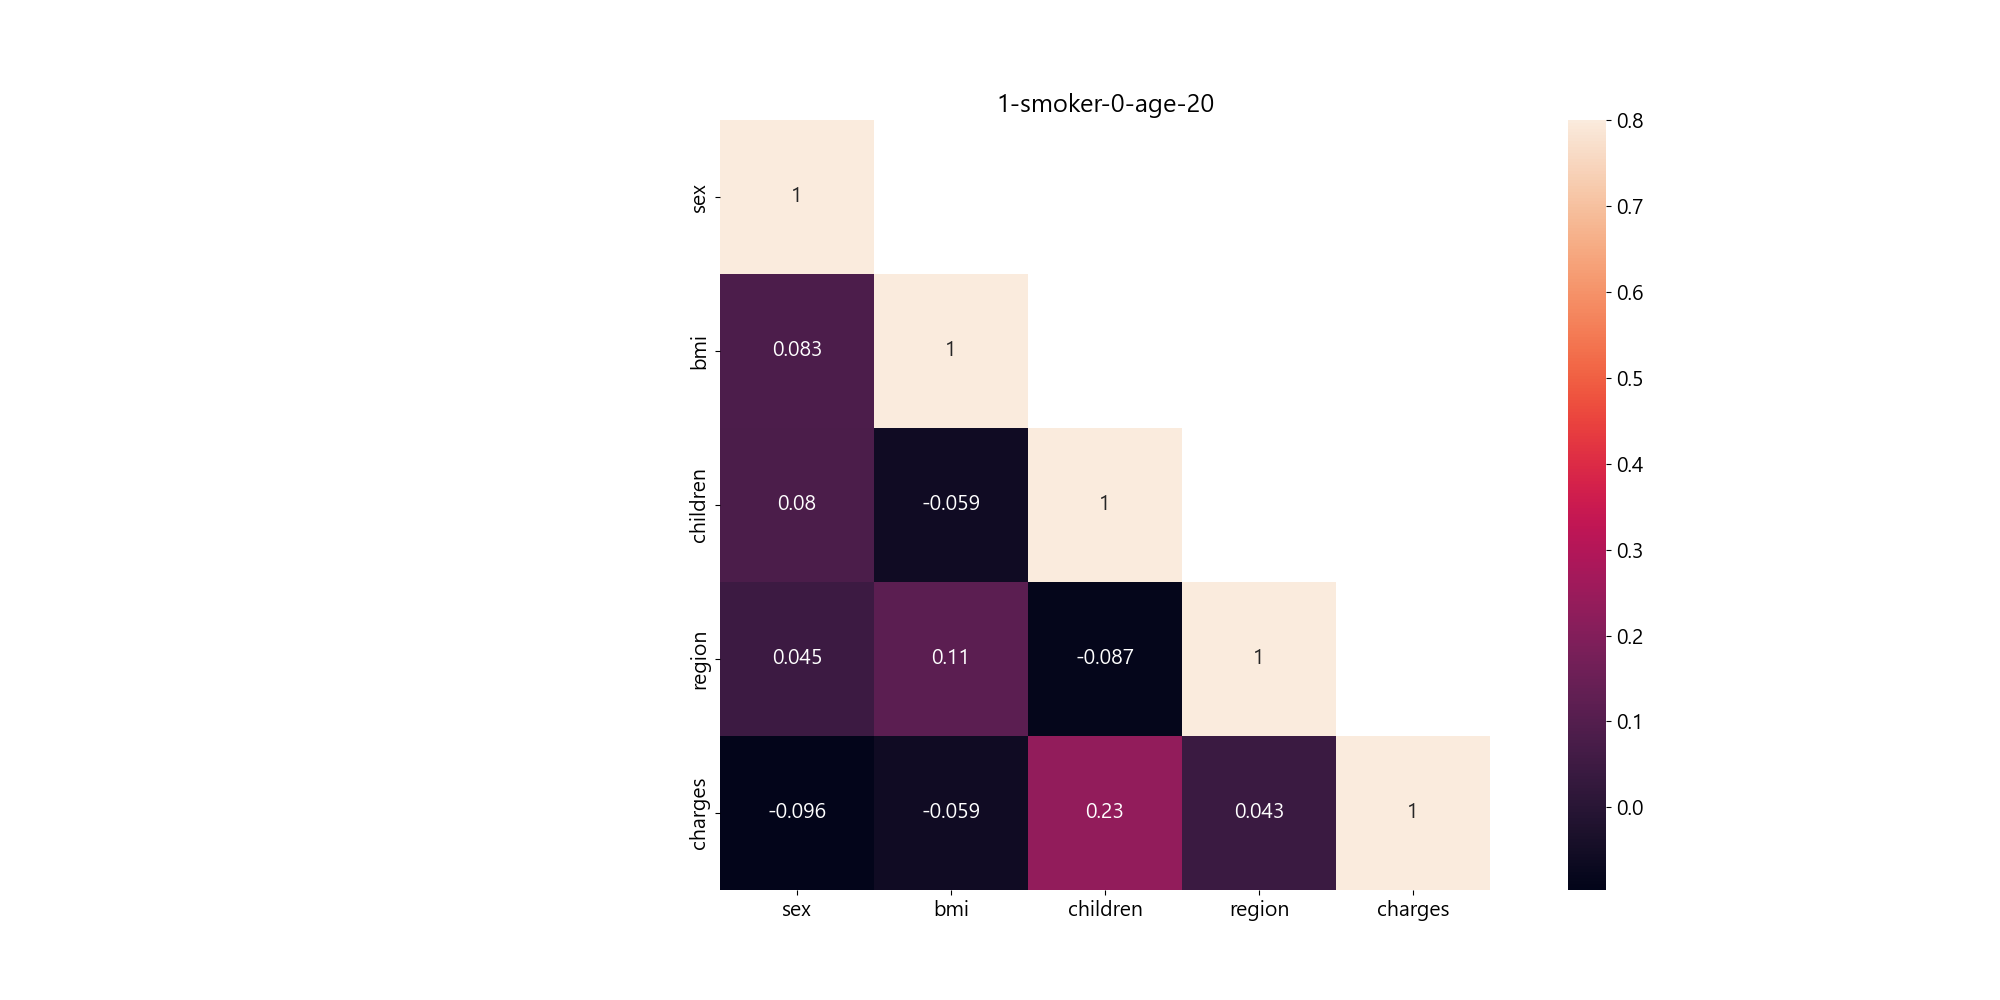 1-smoker-0-age-20
sex
1
bmi
0.083 1
children
0.08 -0.059 1
region
0.045 0.11 -0.087 1
charges
-0.096 -0.059 0.23 0.043 1
sex bmi children region charges
0.8
0.7
0.6
0.5
0.4
0.3
0.2
0.1
0.0